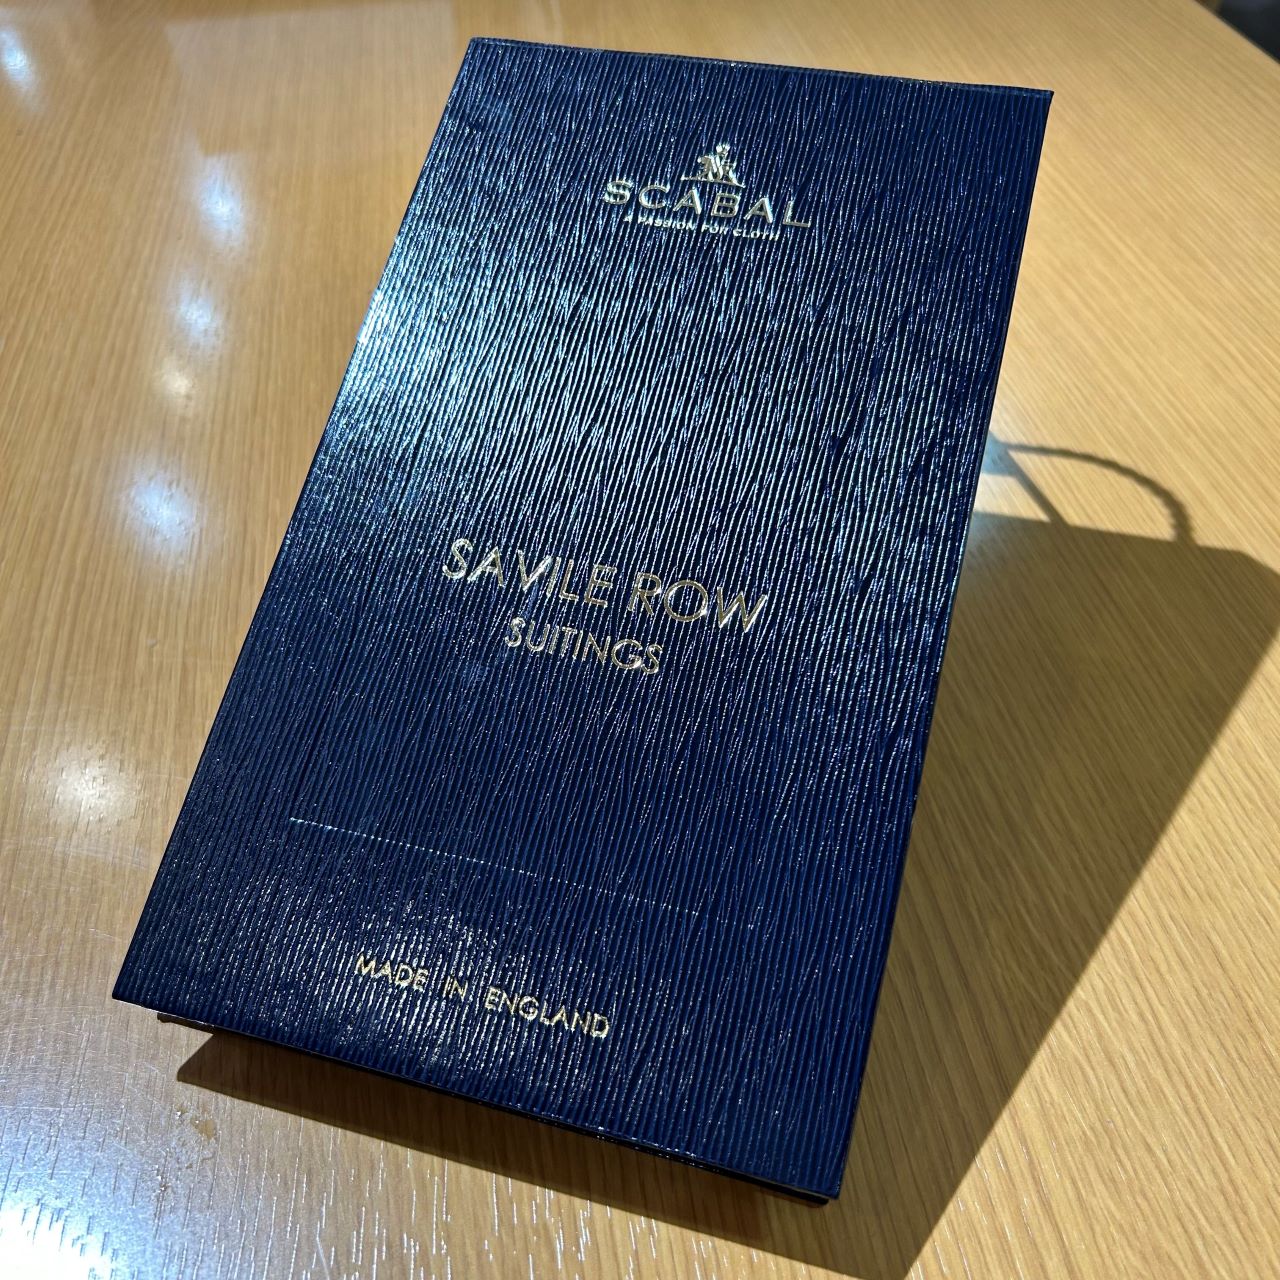 SCABAL
A PASSION FOR CLOTH
SAVILE ROW
SUITINGS
MADE IN ENGLAND